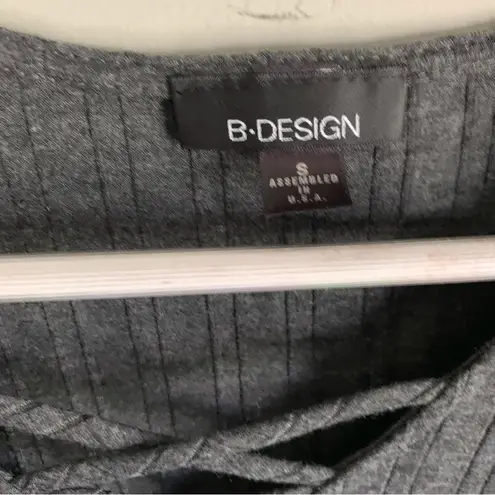 B·DESIGN
S
ASSEMBLED
IN
U.S.A.